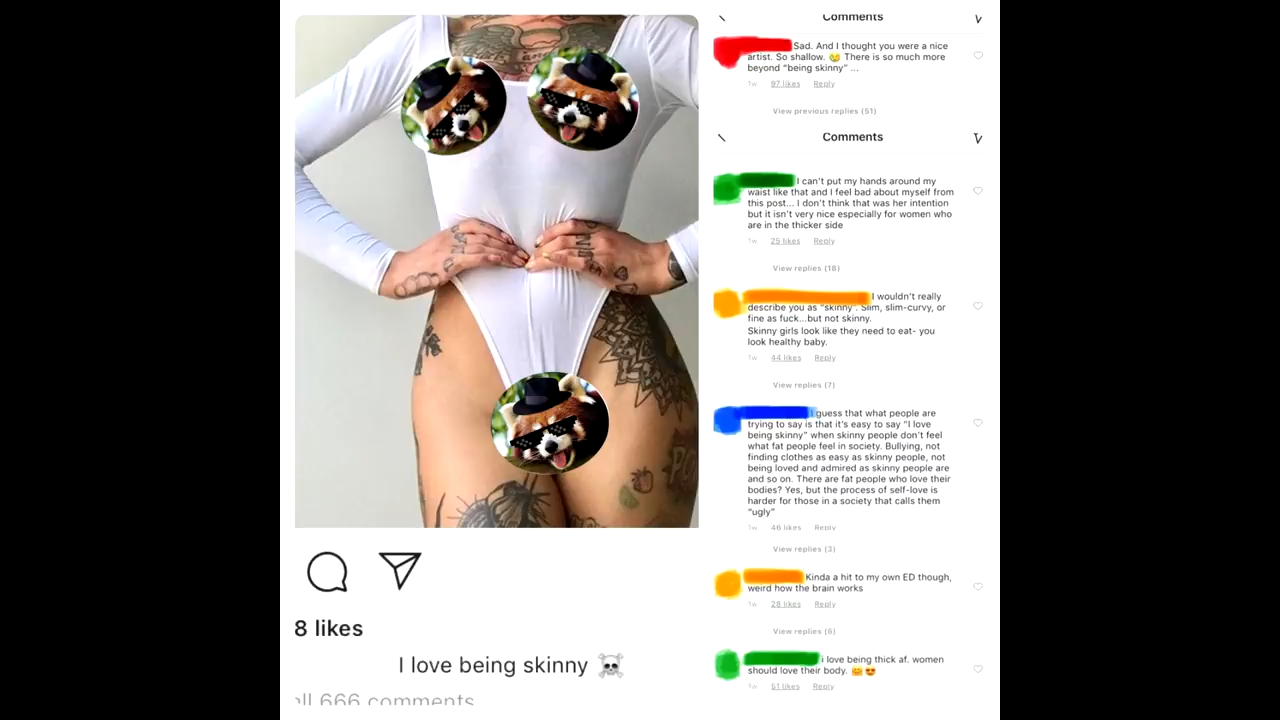 8 likes
I love being skinny ☠️
all 666 comments
Comments
Sad. And I thought you were a nice
artist. So shallow. 😪 There is so much more
beyond "being skinny" ...
1w 97 likes Reply
View previous replies (51)
Comments
I can't put my hands around my
waist like that and I feel bad about myself from
this post... I don't think that was her intention
but it isn't very nice especially for women who
are in the thicker side
1w 25 likes Reply
View replies (18)
I wouldn't really
describe you as "skinny". Slim, slim-curvy, or
fine as fuck...but not skinny.
Skinny girls look like they need to eat- you
look healthy baby.
1w 44 likes Reply
View replies (7)
I guess that what people are
trying to say is that it's easy to say "I love
being skinny" when skinny people don't feel
what fat people feel in society. Bullying, not
finding clothes as easy as skinny people, not
being loved and admired as skinny people are
and so on. There are fat people who love their
bodies? Yes, but the process of self-love is
harder for those in a society that calls them
"ugly"
1w 46 likes Reply
View replies (3)
Kinda a hit to my own ED though,
weird how the brain works
1w 28 likes Reply
View replies (6)
i love being thick af. women
should love their body. 🤗😍
1w 51 likes Reply